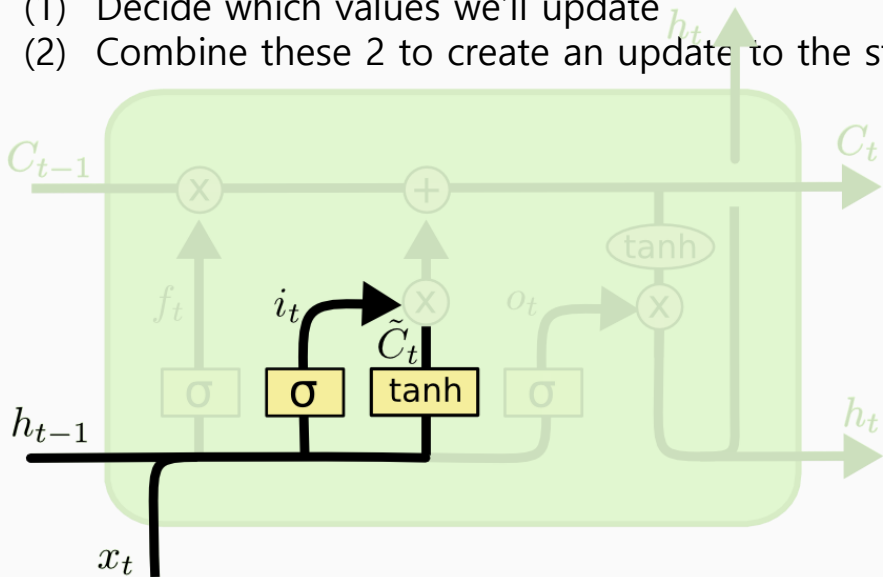 (1) Decide which values we'll update
(2) Combine these 2 to create an update to the
h_t
C_{t-1}
C_t
x
+
tanh
f_t
i_t
x
o_t
x
C̃_t
σ
σ
tanh
σ
h_{t-1}
h_t
x_t